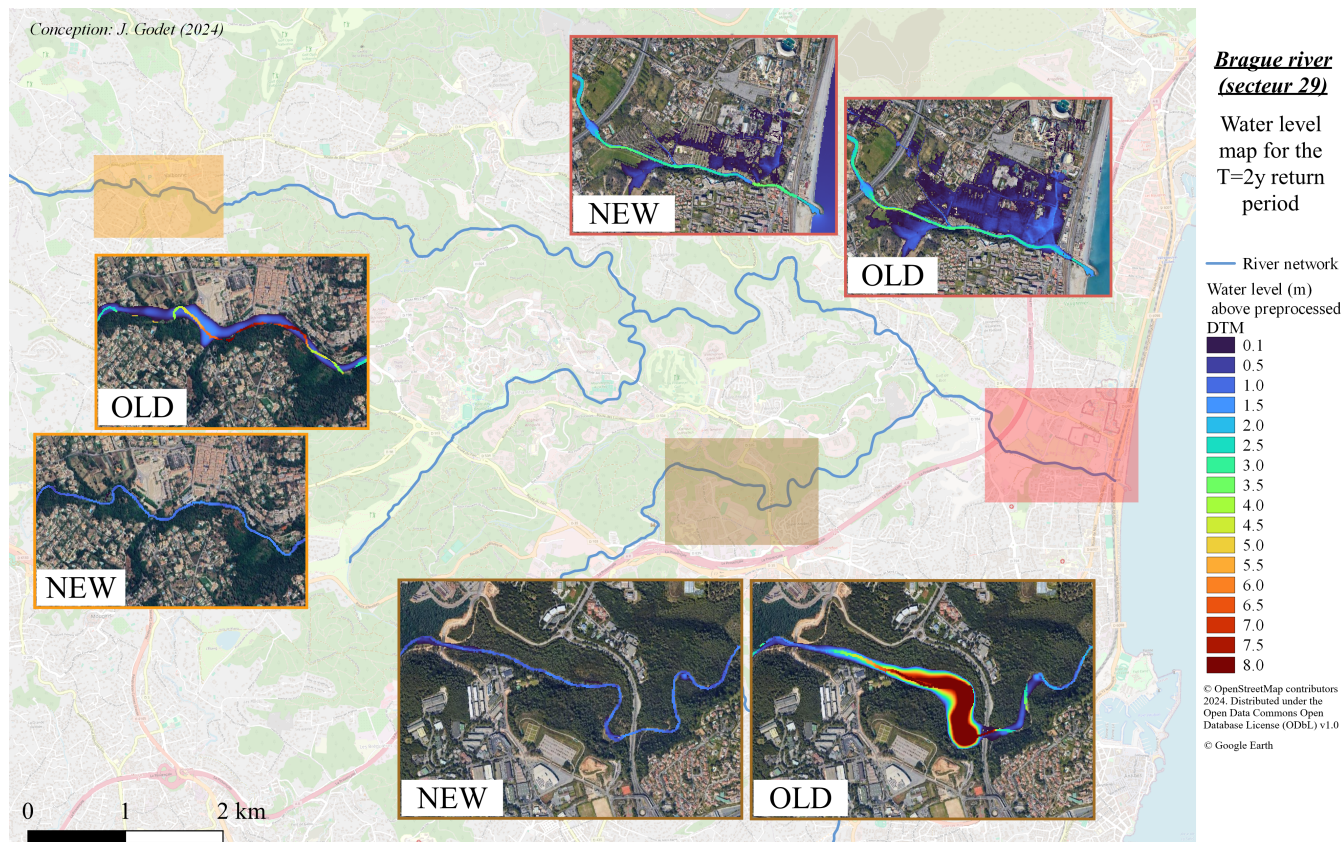 Conception: J. Godet (2024)
Brague river
(secteur 29)
Water level
map for the
T=2y return
period
River network
Water level (m)
above preprocessed
DTM
0.1
0.5
1.0
1.5
2.0
2.5
3.0
3.5
4.0
4.5
5.0
5.5
6.0
6.5
7.0
7.5
8.0
© OpenStreetMap contributors
2024. Distributed under the
Open Data Commons Open
Database License (ODbL) v1.0
© Google Earth
NEW
OLD
OLD
NEW
NEW
OLD
0 1 2 km